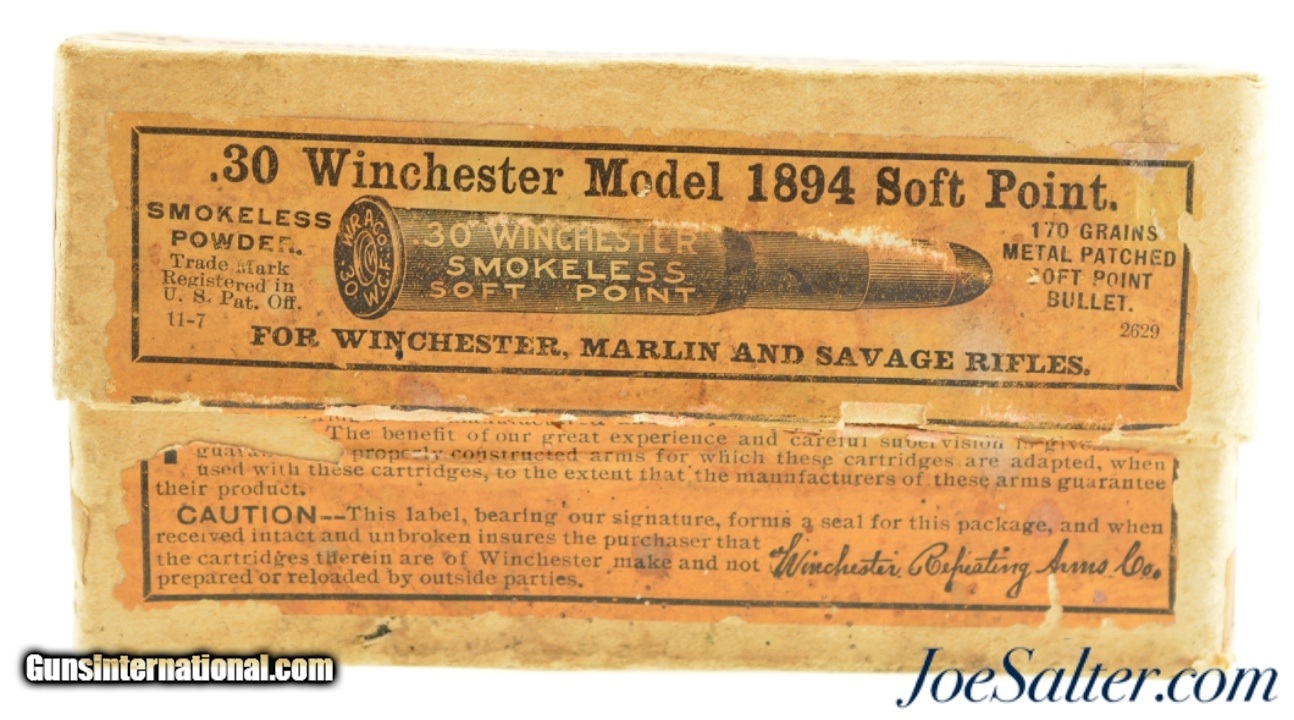 .30 Winchester Model 1894 Soft Point.
SMOKELESS
POWDER.
Trade Mark
Registered in
U. S. Pat. Off.
11-7
W.R.A.CO.
.30 W.C.F.
.30 WINCHESTER
SMOKELESS
SOFT POINT
170 GRAINS
METAL PATCHED
SOFT POINT
BULLET.
2629
FOR WINCHESTER, MARLIN AND SAVAGE RIFLES.
The benefit of our great experience and careful supervision
properly constructed arms for which these cartridges are adapted, when
used with these cartridges, to the extent that the mannfacturers of these arms guarantee
their product.
CAUTION--This label, bearing our signature, forms a seal for this package, and when
received intact and unbroken insures the purchaser that
the cartridges therein are of Winchester make and not
prepared or reloaded by outside parties.
Winchester Repeating Arms Co.
GunsInternational.com
JoeSalter.com